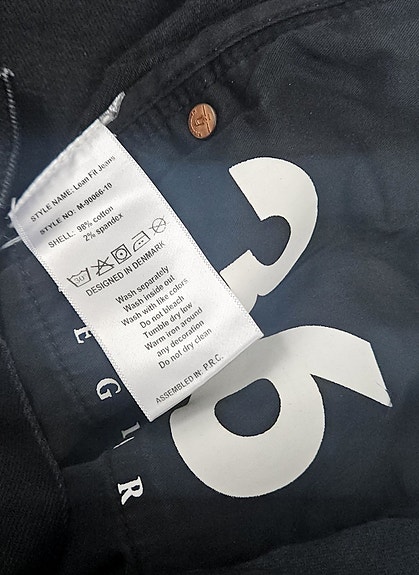 STYLE NAME: Lean Fit Jeans
STYLE NO: M-90066-10
SHELL: 98% cotton
2% spandex
30°
DESIGNED IN DENMARK
Wash separately
Wash inside out
Wash with like colors
Do not bleach
Tumble dry low
Warm iron around
any decoration
Do not dry clean
ASSEMBLED IN: P.R.C.
36
E G R